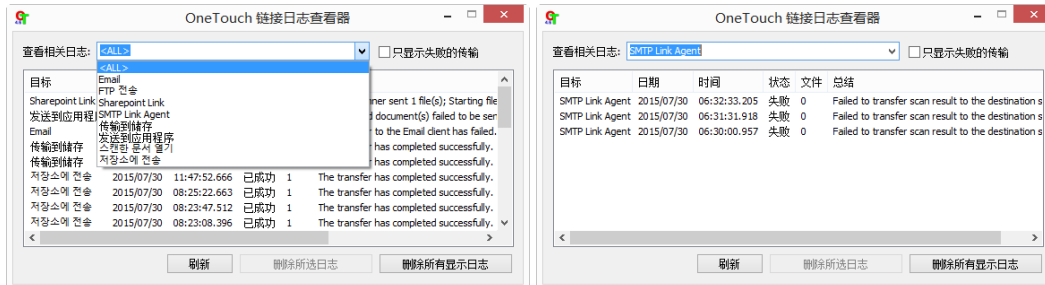 OneTouch 链接日志查看器
查看相关日志: <ALL> 只显示失败的传输
<ALL>
Email
FTP 전송
Sharepoint Link
SMTP Link Agent
传输到储存
发送到应用程序
스캔한 문서 열기
저장소에 전송
目标
Sharepoint Link ner sent 1 file(s); Starting file
发送到应用程 document(s) failed to be sen
Email to the Email client has failed.
传输到储存 has completed successfully.
传输到储存 has completed successfully.
저장소에 전송 2015/07/30 11:47:52.666 已成功 1 The transfer has completed successfully.
저장소에 전송 2015/07/30 08:25:22.663 已成功 1 The transfer has completed successfully.
저장소에 전송 2015/07/30 08:23:47.512 已成功 1 The transfer has completed successfully.
저장소에 전송 2015/07/30 08:23:08.396 已成功 1 The transfer has completed successfully.
刷新 删除所选日志 删除所有显示日志
OneTouch 链接日志查看器
查看相关日志: SMTP Link Agent 只显示失败的传输
目标 日期 时间 状态 文件 总结
SMTP Link Agent 2015/07/30 06:32:33.205 失败 0 Failed to transfer scan result to the destination s
SMTP Link Agent 2015/07/30 06:31:31.918 失败 0 Failed to transfer scan result to the destination s
SMTP Link Agent 2015/07/30 06:30:00.957 失败 0 Failed to transfer scan result to the destination s
刷新 删除所选日志 删除所有显示日志